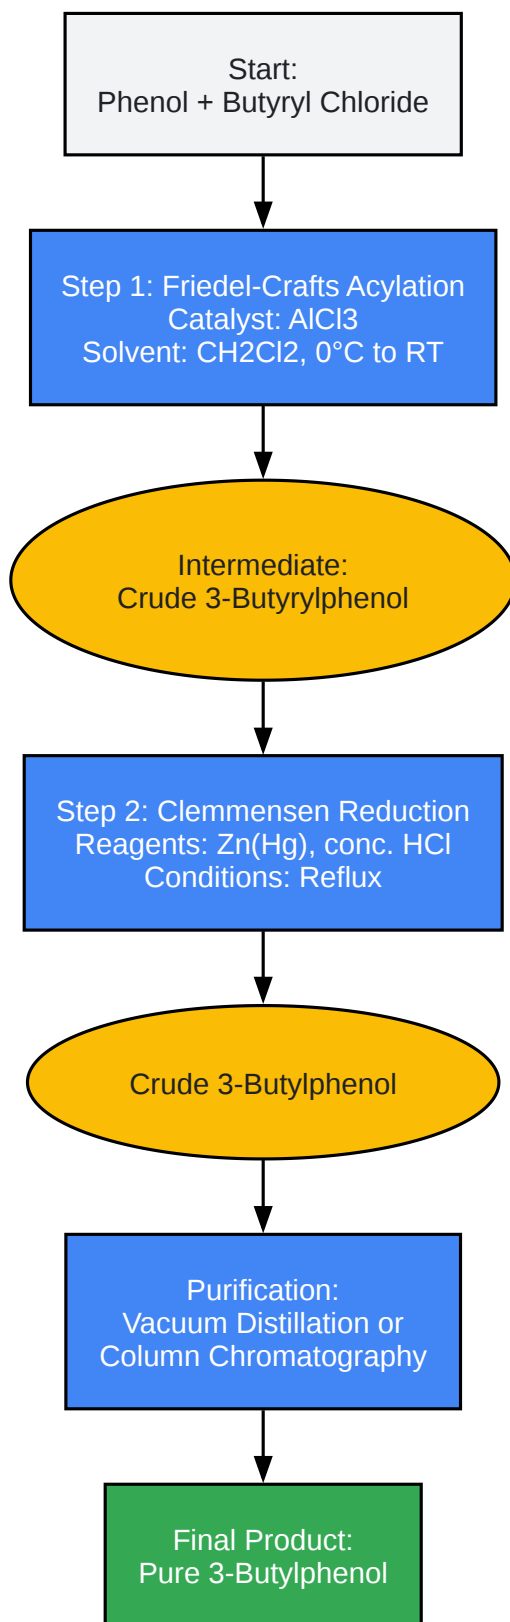 Start:
Phenol + Butyryl Chloride
Step 1: Friedel-Crafts Acylation
Catalyst: AlCl3
Solvent: CH2Cl2, 0°C to RT
Intermediate:
Crude 3-Butyrylphenol
Step 2: Clemmensen Reduction
Reagents: Zn(Hg), conc. HCl
Conditions: Reflux
Crude 3-Butylphenol
Purification:
Vacuum Distillation or
Column Chromatography
Final Product:
Pure 3-Butylphenol